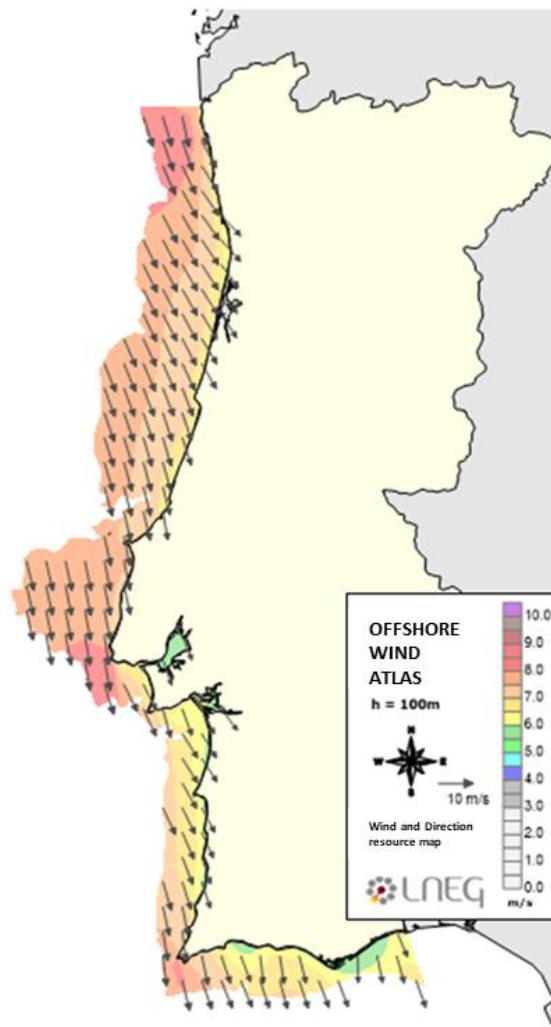 OFFSHORE
WIND
ATLAS
h = 100m
N
W E
S
10 m/s
Wind and Direction
resource map
LNEG
10.0
9.0
8.0
7.0
6.0
5.0
4.0
3.0
2.0
1.0
0.0
m/s